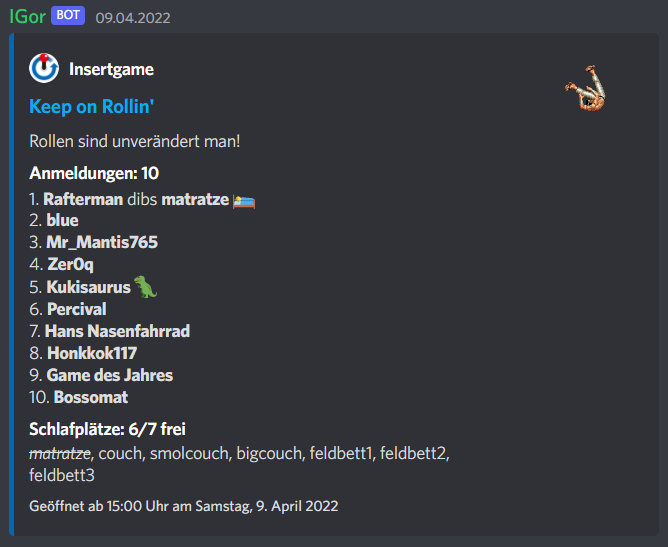 IGor BOT 09.04.2022
Insertgame
Keep on Rollin'
Rollen sind unverändert man!
Anmeldungen: 10
1. Rafterman dibs matratze
2. blue
3. Mr_Mantis765
4. Zer0q
5. Kukisaurus
6. Percival
7. Hans Nasenfahrrad
8. Honkkok117
9. Game des Jahres
10. Bossomat
Schlafplätze: 6/7 frei
matratze, couch, smolcouch, bigcouch, feldbett1, feldbett2,
feldbett3
Geöffnet ab 15:00 Uhr am Samstag, 9. April 2022